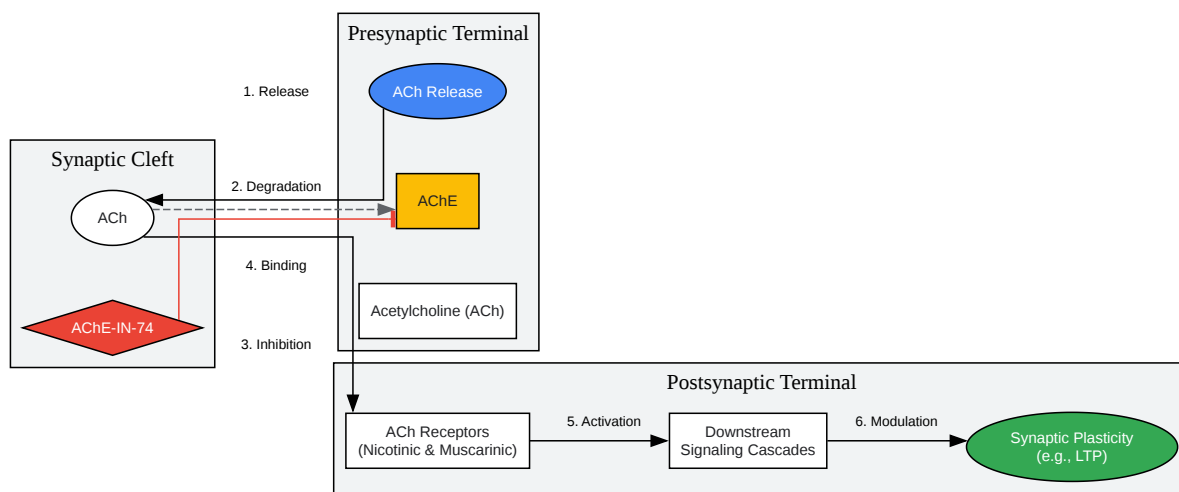 Presynaptic Terminal
ACh Release
1. Release
Synaptic Cleft
2. Degradation
AChE
ACh
4. Binding
Acetylcholine (ACh)
AChE-IN-74
3. Inhibition
Postsynaptic Terminal
ACh Receptors
(Nicotinic & Muscarinic)
5. Activation
Downstream
Signaling Cascades
6. Modulation
Synaptic Plasticity
(e.g., LTP)